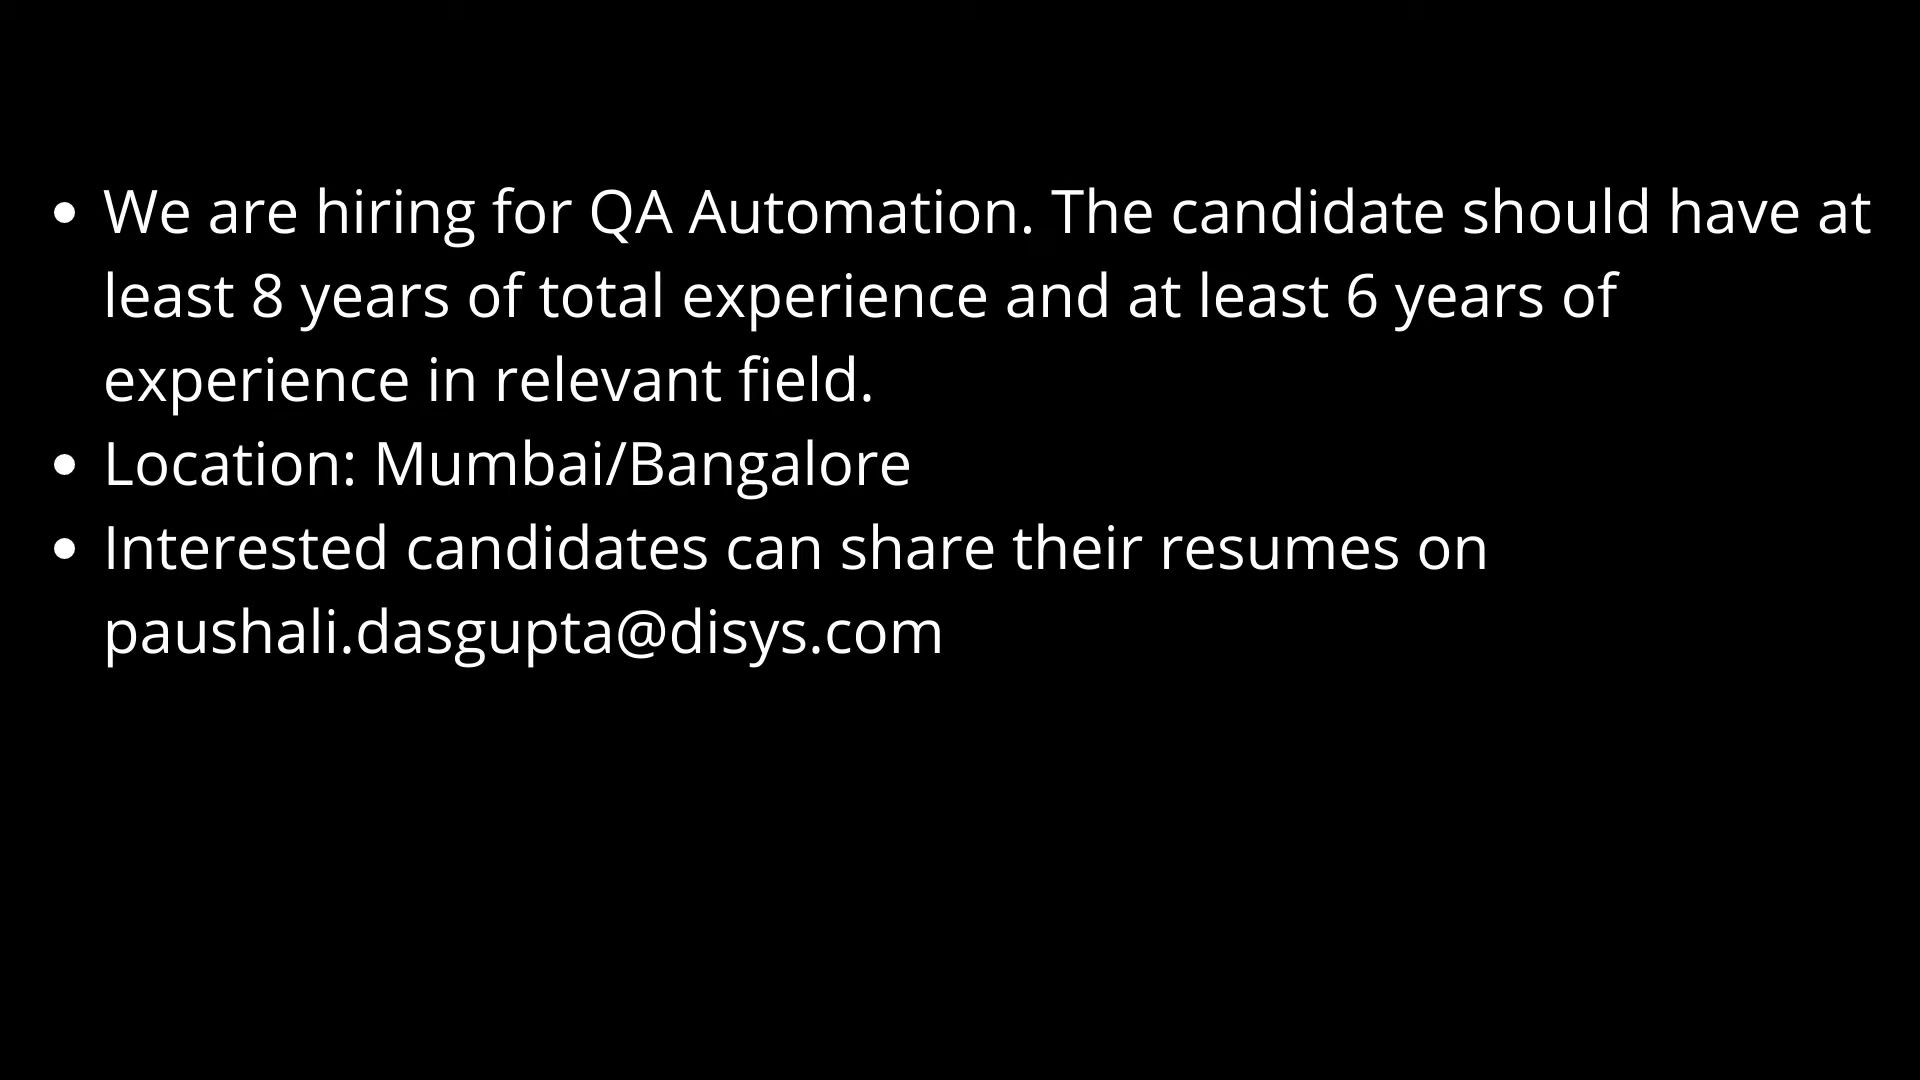 • We are hiring for QA Automation. The candidate should have at
least 8 years of total experience and at least 6 years of
experience in relevant field.
• Location: Mumbai/Bangalore
• Interested candidates can share their resumes on
paushali.dasgupta@disys.com